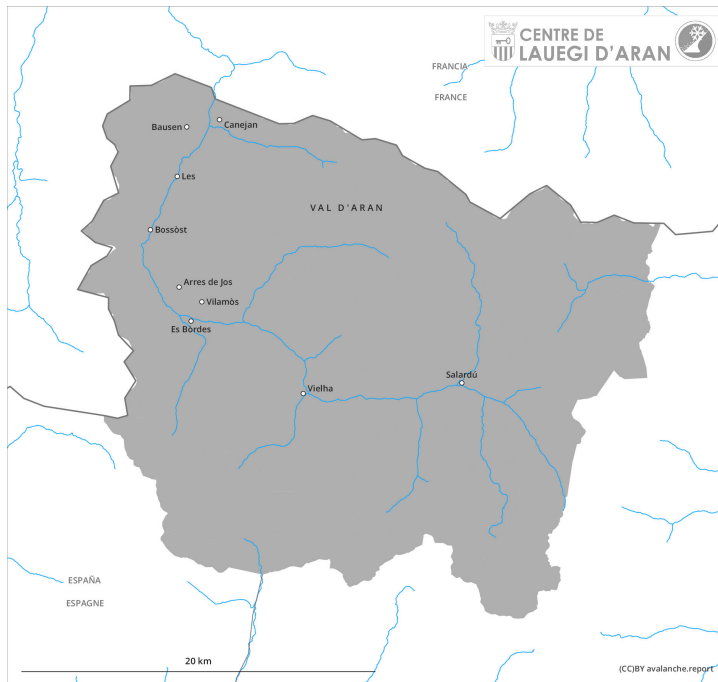 CENTRE DE
LAUEGI D'ARAN
FRANCIA
FRANCE
Canejan
Bausen
Les
VAL D'ARAN
Bossòst
Arres de Jos
Vilamòs
Es Bòrdes
Salardú
Vielha
ESPAÑA
ESPAGNE
20 km
(CC)BY avalanche.report